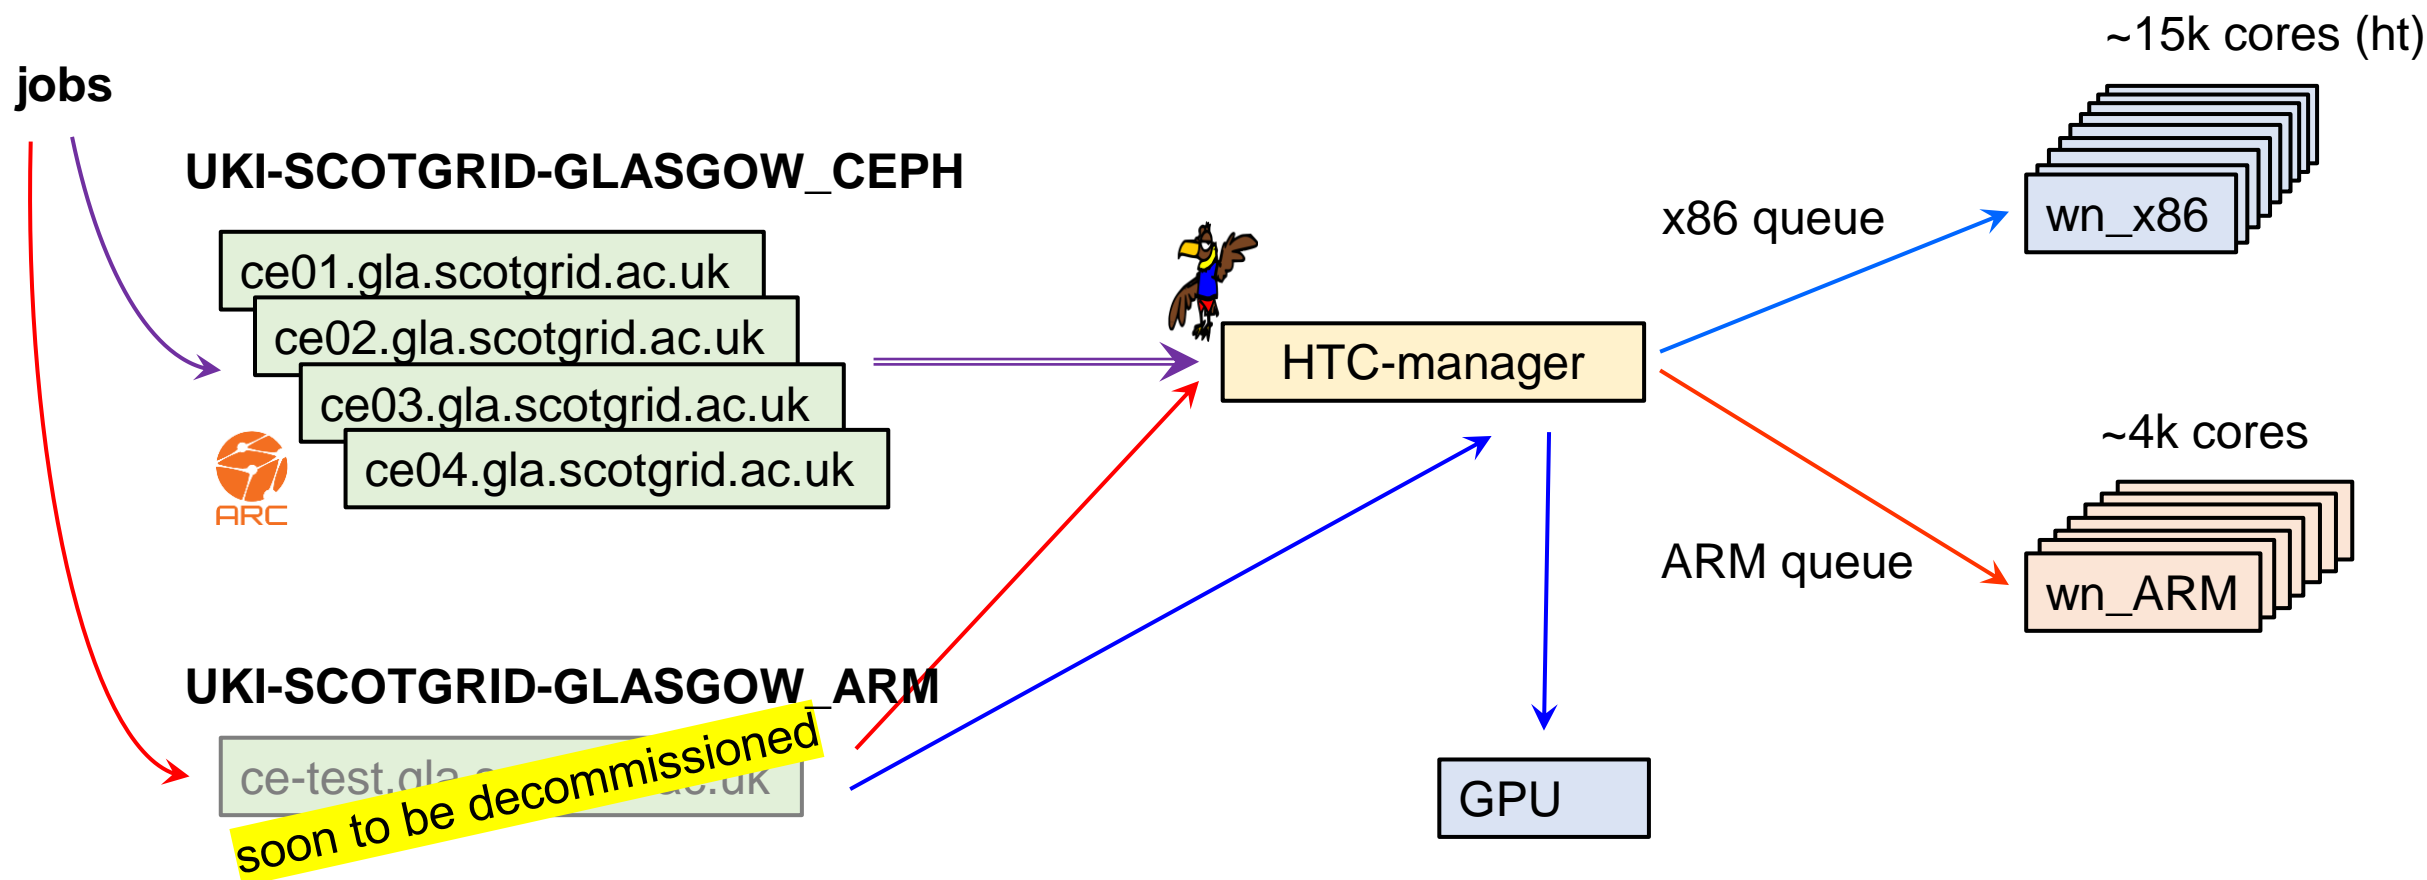 ~15k cores (ht)
jobs
UKI-SCOTGRID-GLASGOW_CEPH
x86 queue
wn_x86
ce01.gla.scotgrid.ac.uk
ce02.gla.scotgrid.ac.uk
HTC-manager
ce03.gla.scotgrid.ac.uk
~4k cores
ce04.gla.scotgrid.ac.uk
ARC
ARM queue
wn_ARM
UKI-SCOTGRID-GLASGOW_ARM
ce-test.gla. ac.uk
soon to be decommissioned
GPU